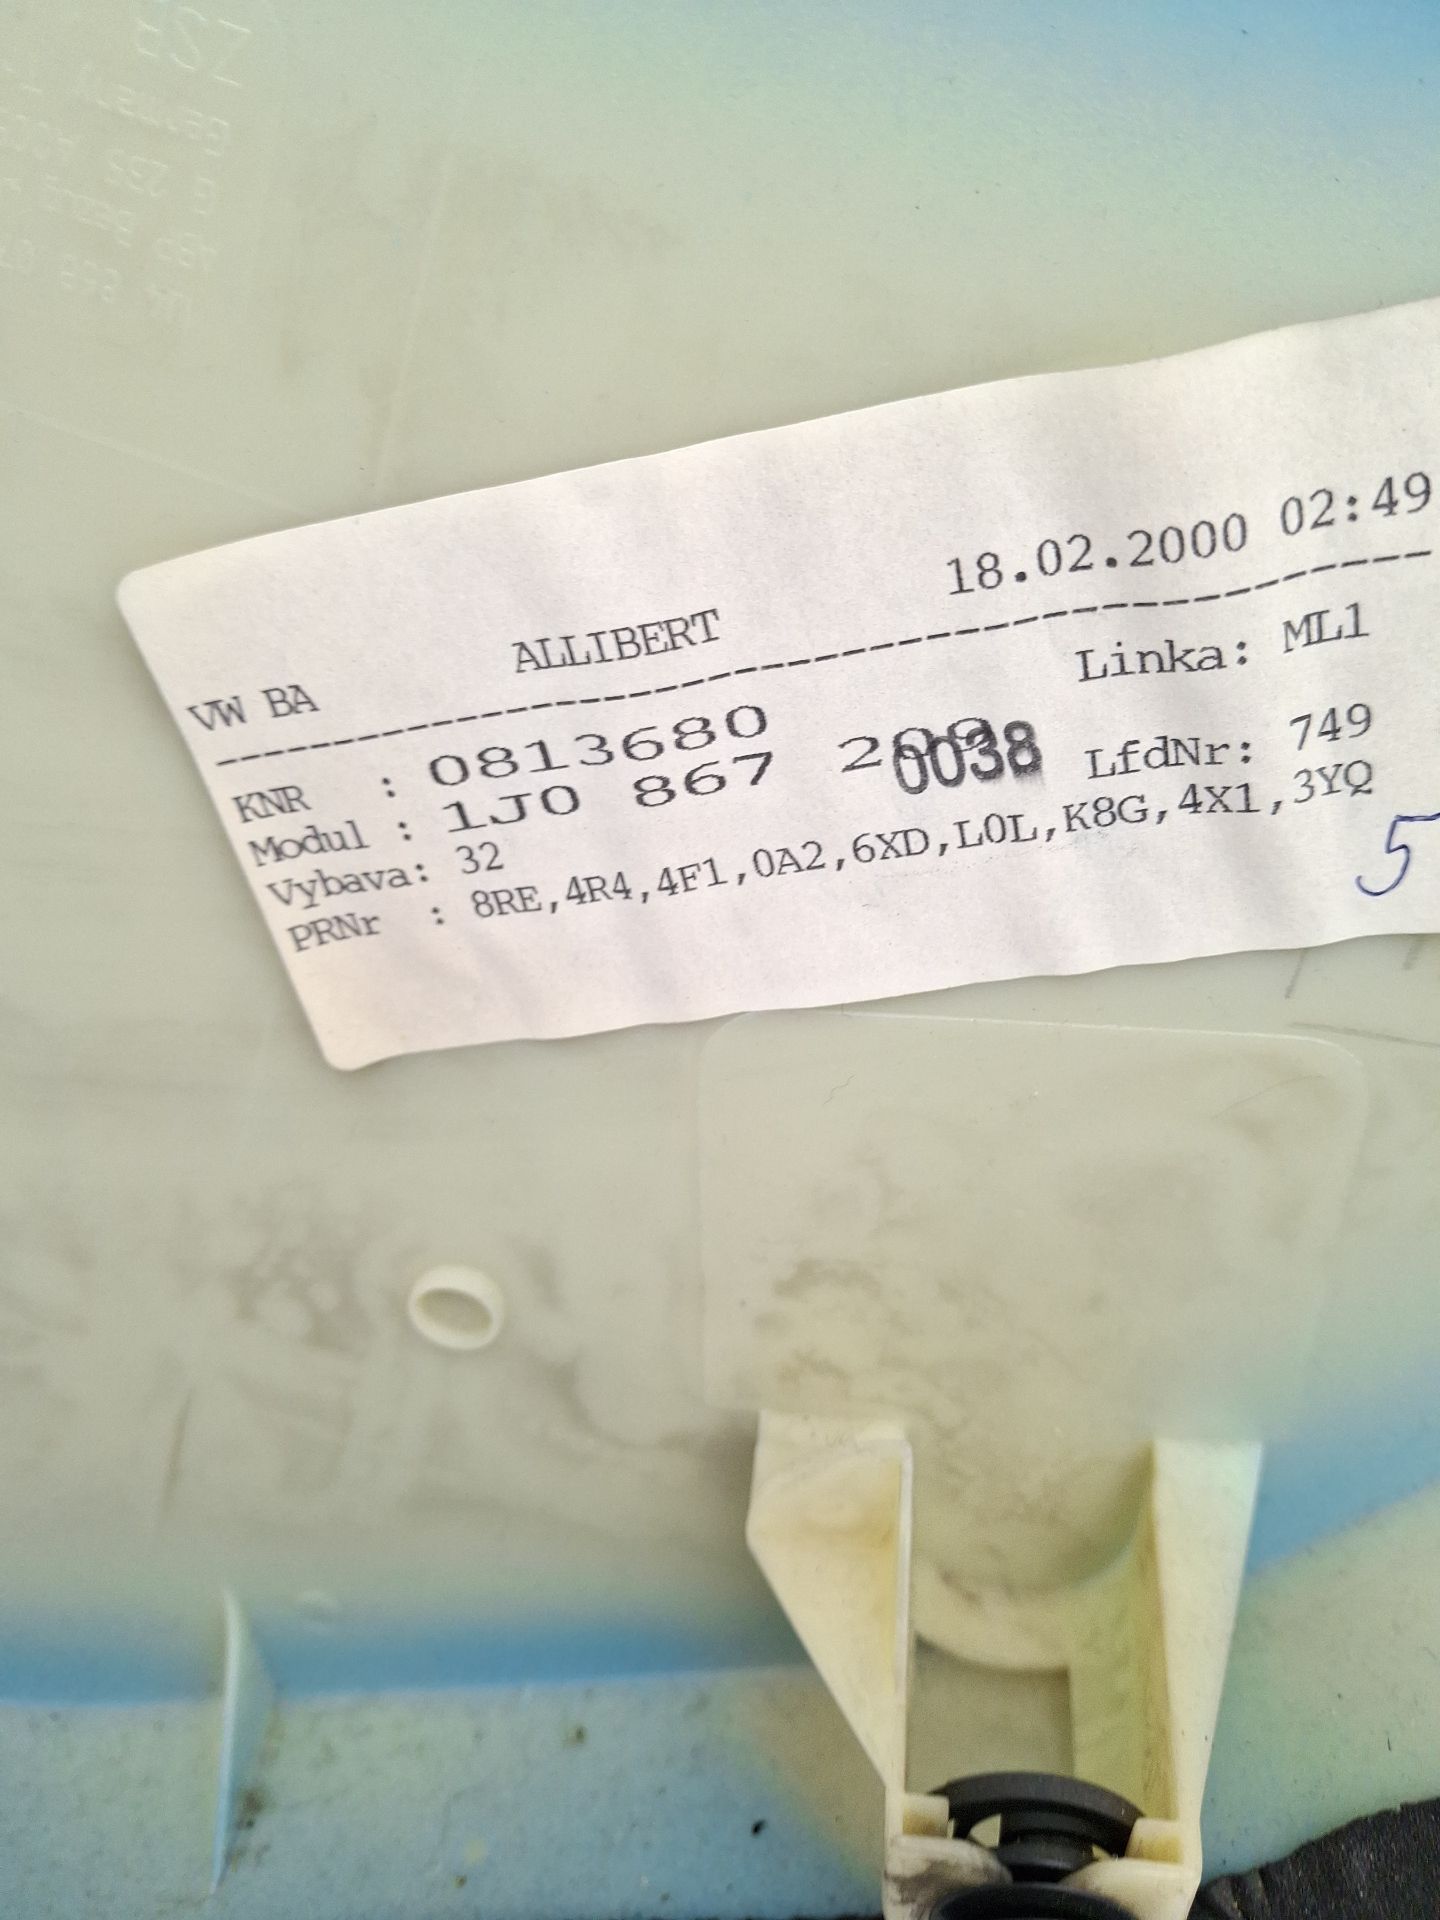 VW BA ALLIBERT 18.02.2000 02:49
KNR : 0813680 Linka: ML1
Modul : 1J0 867 0038 LfdNr: 749
Vybava: 32
PRNr : 8RE,4R4,4F1,0A2,6XD,L0L,K8G,4X1,3YQ
5